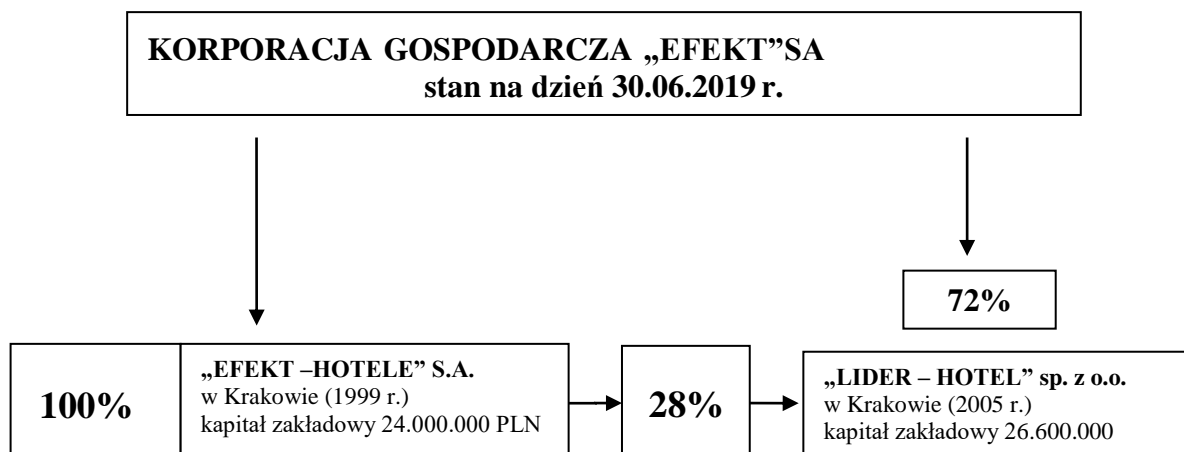 KORPORACJA GOSPODARCZA „EFEKT”SA
stan na dzień 30.06.2019 r.
72%
100%
„EFEKT –HOTELE” S.A.
w Krakowie (1999 r.)
kapitał zakładowy 24.000.000 PLN
28%
„LIDER – HOTEL” sp. z o.o.
w Krakowie (2005 r.)
kapitał zakładowy 26.600.000